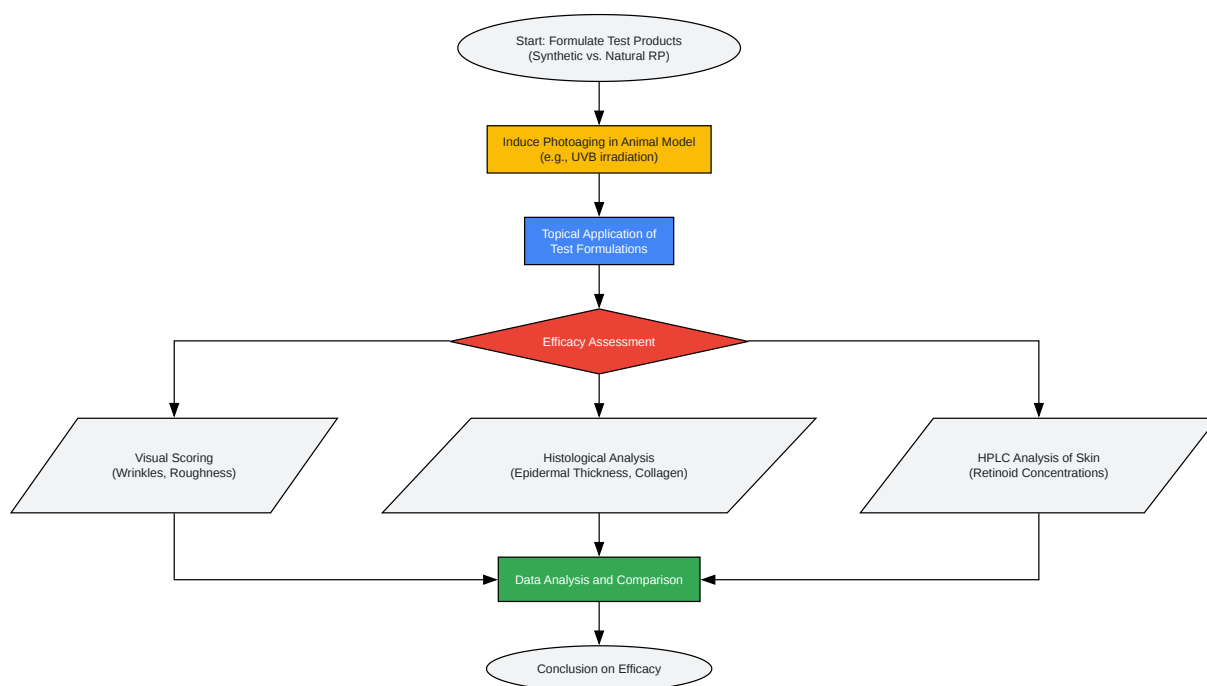 Start: Formulate Test Products
(Synthetic vs. Natural RP)
Induce Photoaging in Animal Model
(e.g., UVB irradiation)
Topical Application of
Test Formulations
Efficacy Assessment
Visual Scoring
(Wrinkles, Roughness)
Histological Analysis
(Epidermal Thickness, Collagen)
HPLC Analysis of Skin
(Retinoid Concentrations)
Data Analysis and Comparison
Conclusion on Efficacy